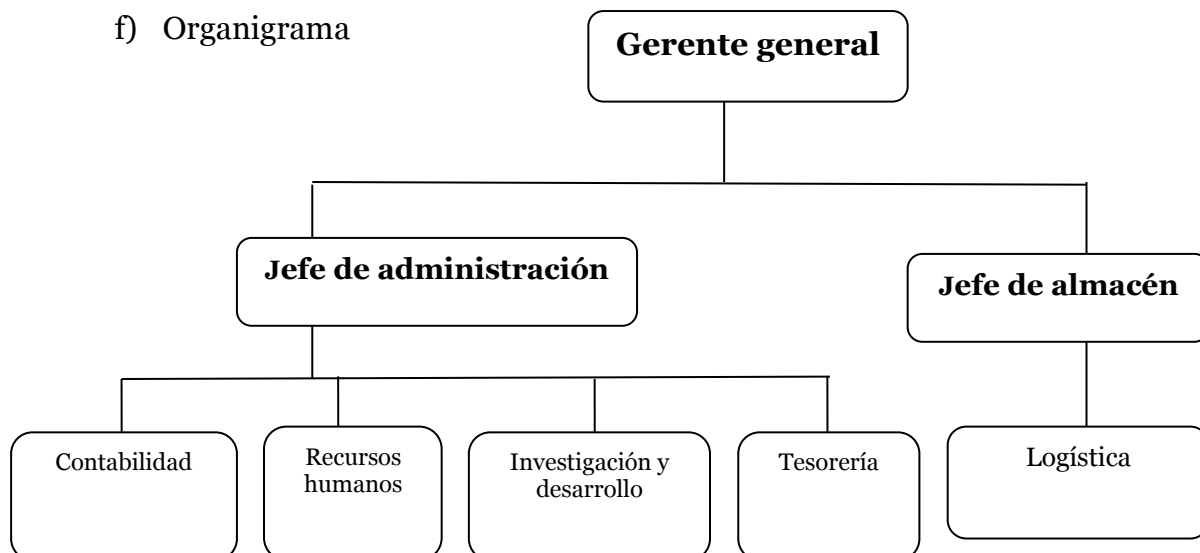 f) Organigrama
Gerente general
Jefe de administración
Jefe de almacén
Contabilidad
Recursos
humanos
Investigación y
desarrollo
Tesorería
Logística